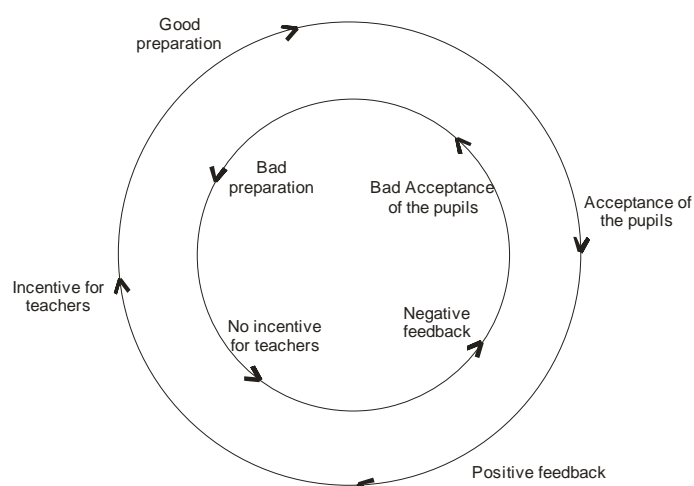 Good
preparation
Bad
preparation
Bad Acceptance
of the pupils
Acceptance of
the pupils
Incentive for
teachers
No incentive
for teachers
Negative
feedback
Positive feedback